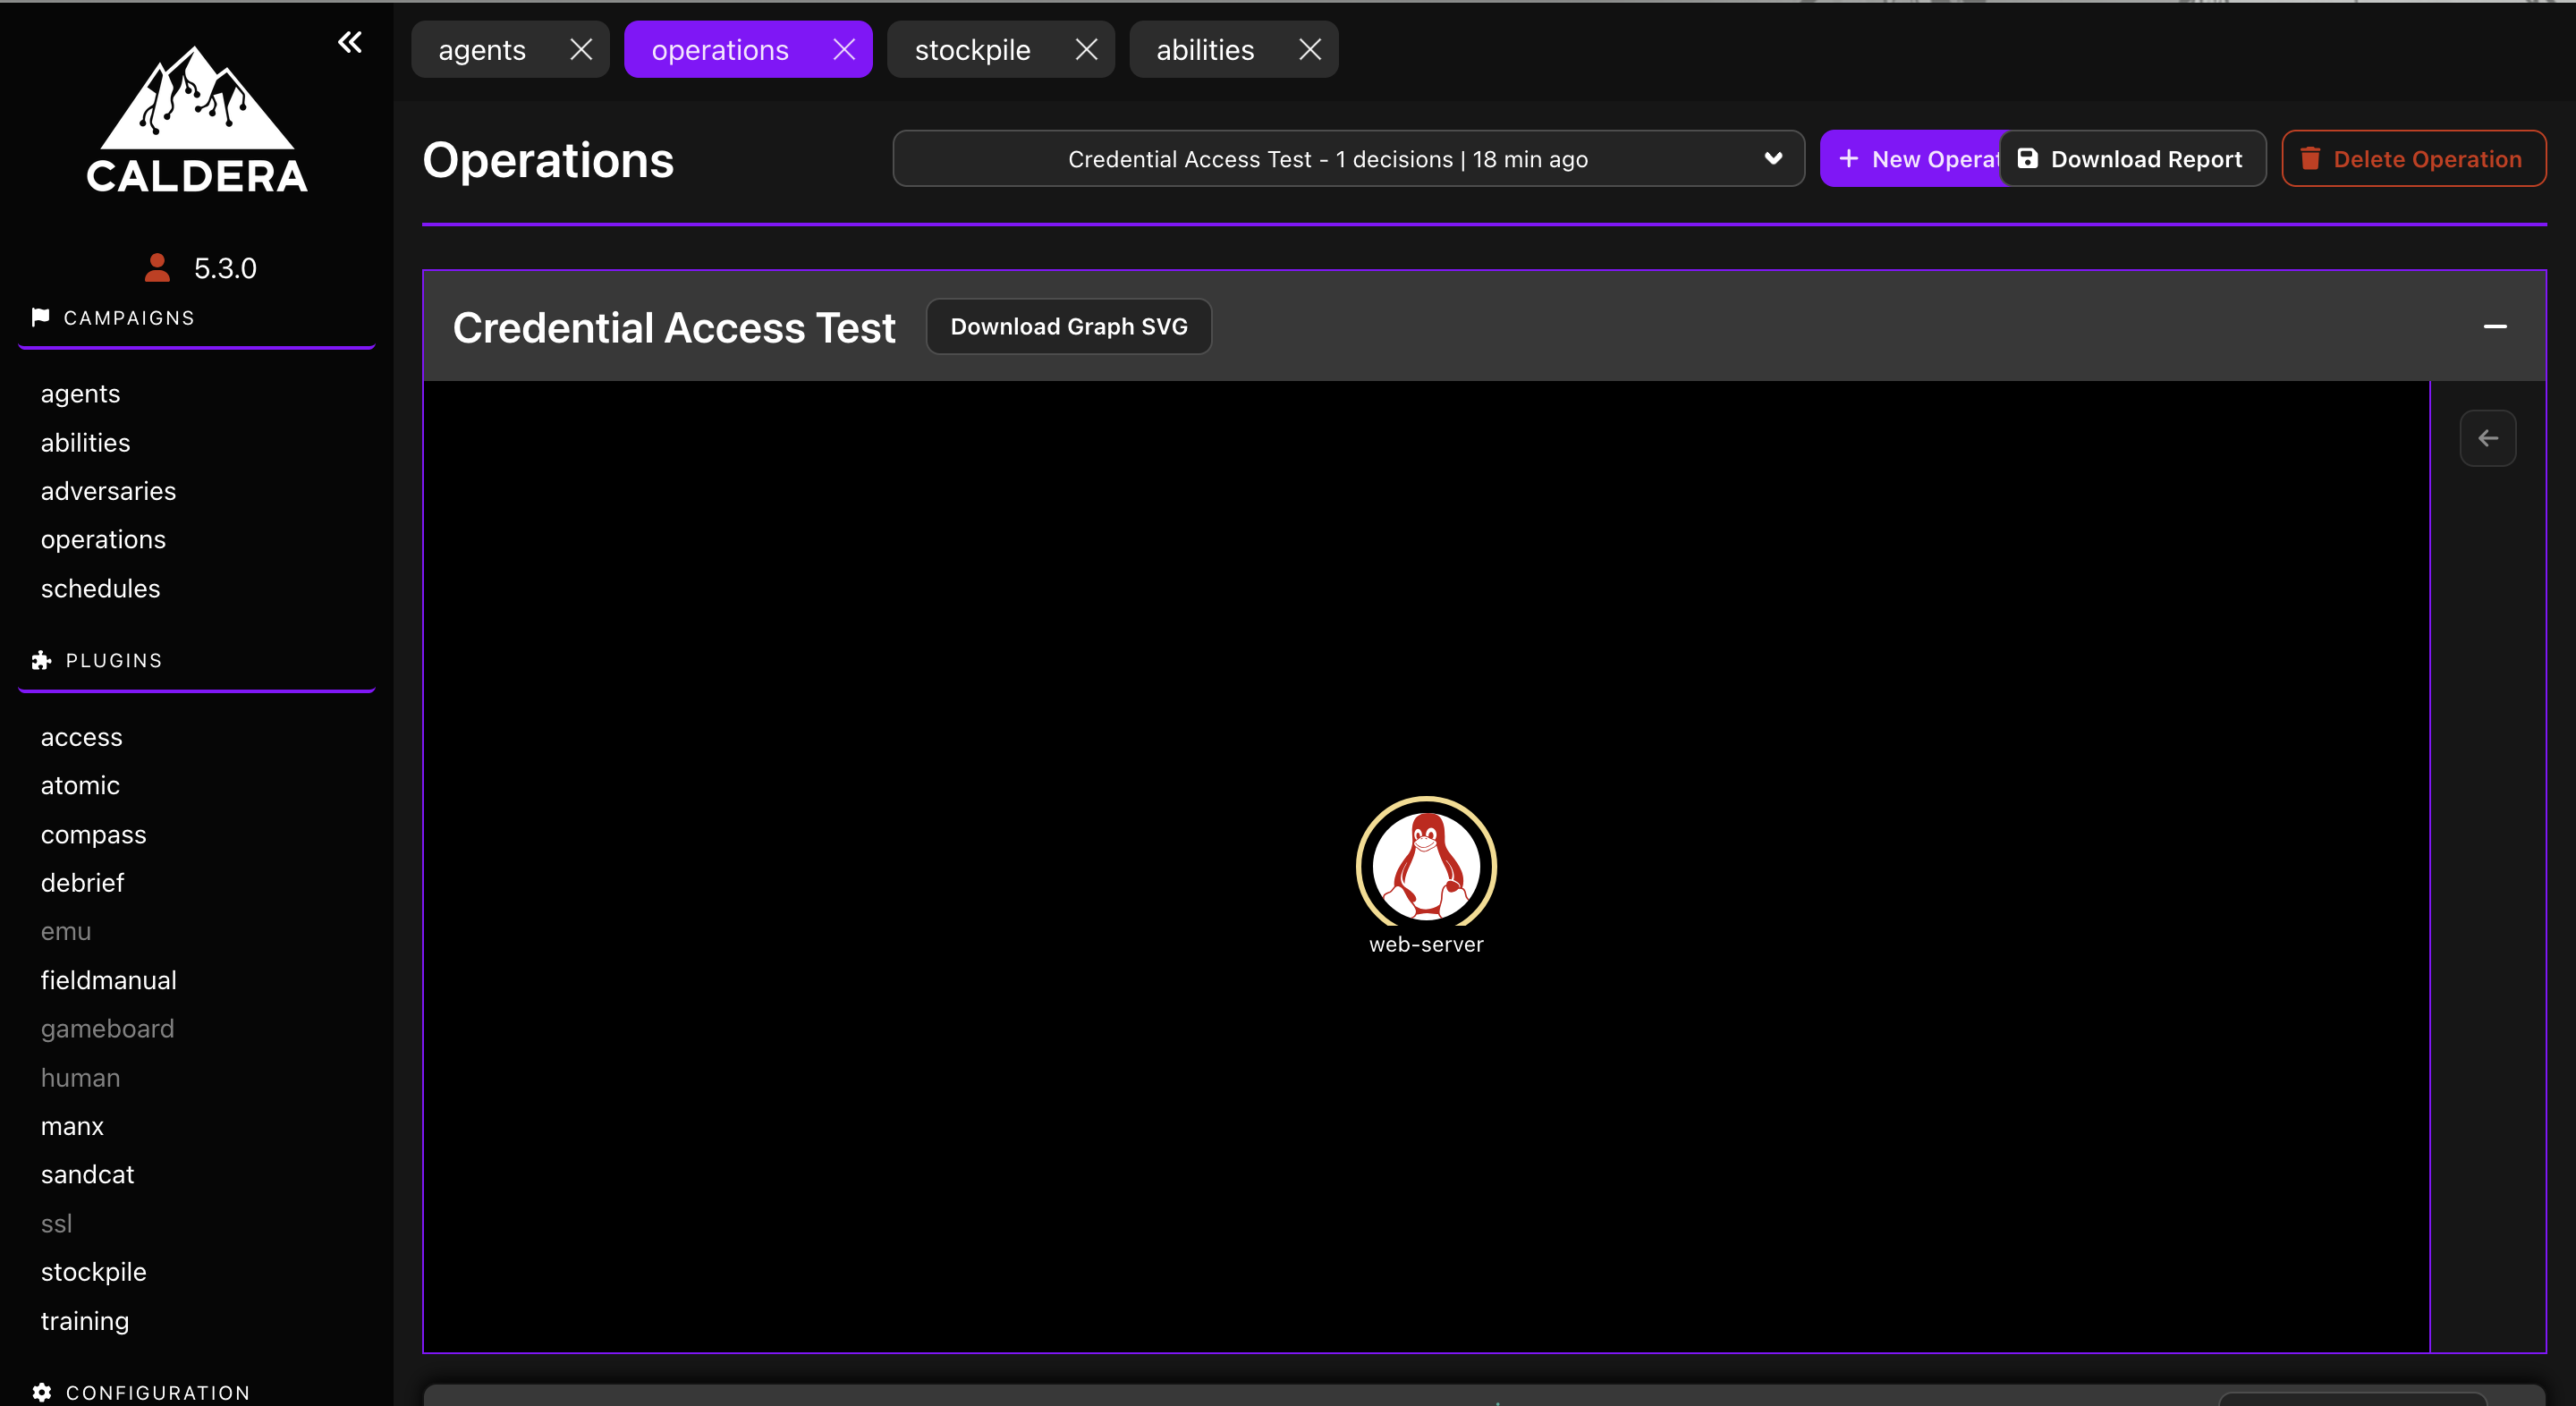 CALDERA
5.3.0
CAMPAIGNS
agents
abilities
adversaries
operations
schedules
PLUGINS
access
atomic
compass
debrief
emu
fieldmanual
gameboard
human
manx
sandcat
ssl
stockpile
training
CONFIGURATION
agents operations stockpile abilities
Operations
Credential Access Test - 1 decisions | 18 min ago
New Operat
Download Report
Delete Operation
Credential Access Test
Download Graph SVG
web-server